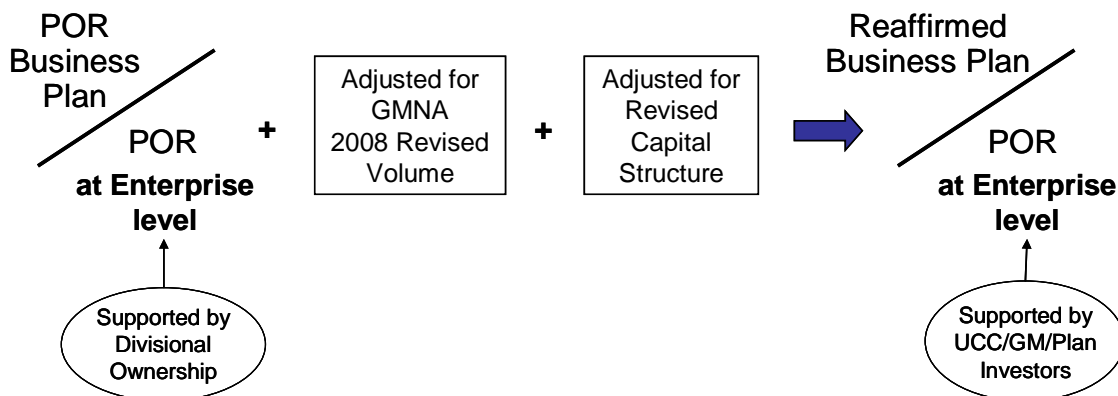 POR
Business
Plan
POR
at Enterprise
level
Supported by
Divisional
Ownership
+
Adjusted for
GMNA
2008 Revised
Volume
+
Adjusted for
Revised
Capital
Structure
Reaffirmed
Business Plan
POR
at Enterprise
level
Supported by
UCC/GM/Plan
Investors